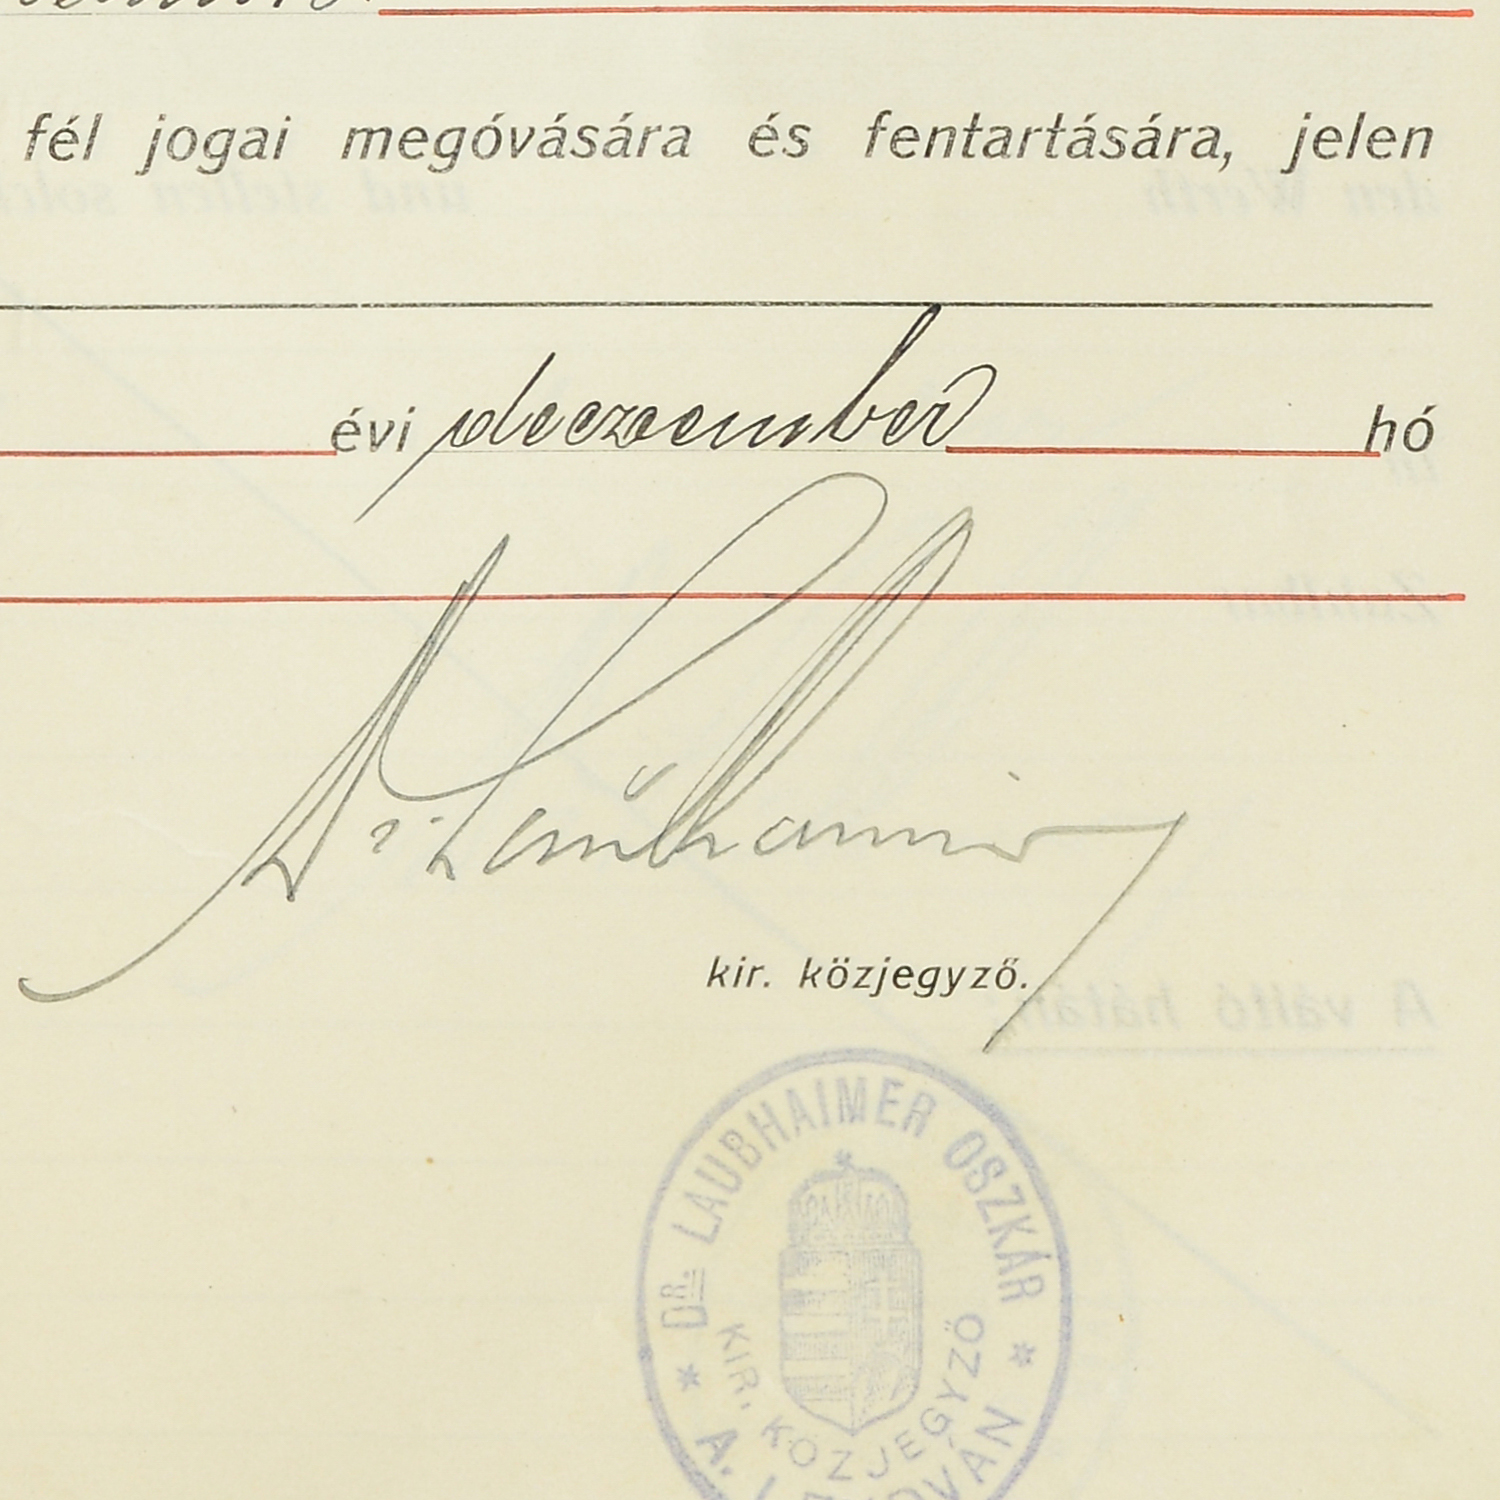 fél jogai megóvására és fentartására, jelen
évi deczember hó
kir. közjegyző.
DR. LAUBHAIMER OSZKÁR
KIR. KÖZJEGYZŐ